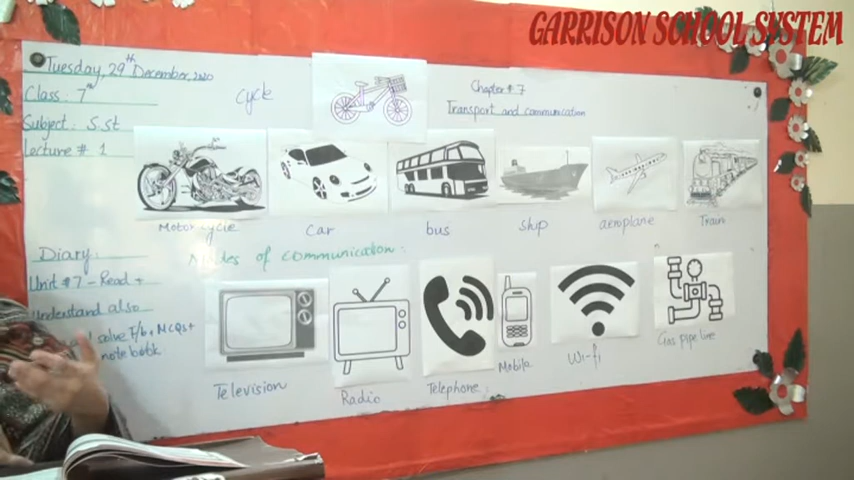 GARRISON SCHOOL SYSTEM
Tuesday, 29th December, 2020
Class : 7th
Subject : S.st
Lecture # 1
Cycle
Chapter # 7
Transport and communication
Motorcycle
Car
bus
ship
aeroplane
Train
Modes of communication :
Diary:
Unit #7 - Read +
Understand also
solve F/b, MCQs +
note book
Television
Radio
Telephone
Mobile
Wi-fi
Gas pipe line